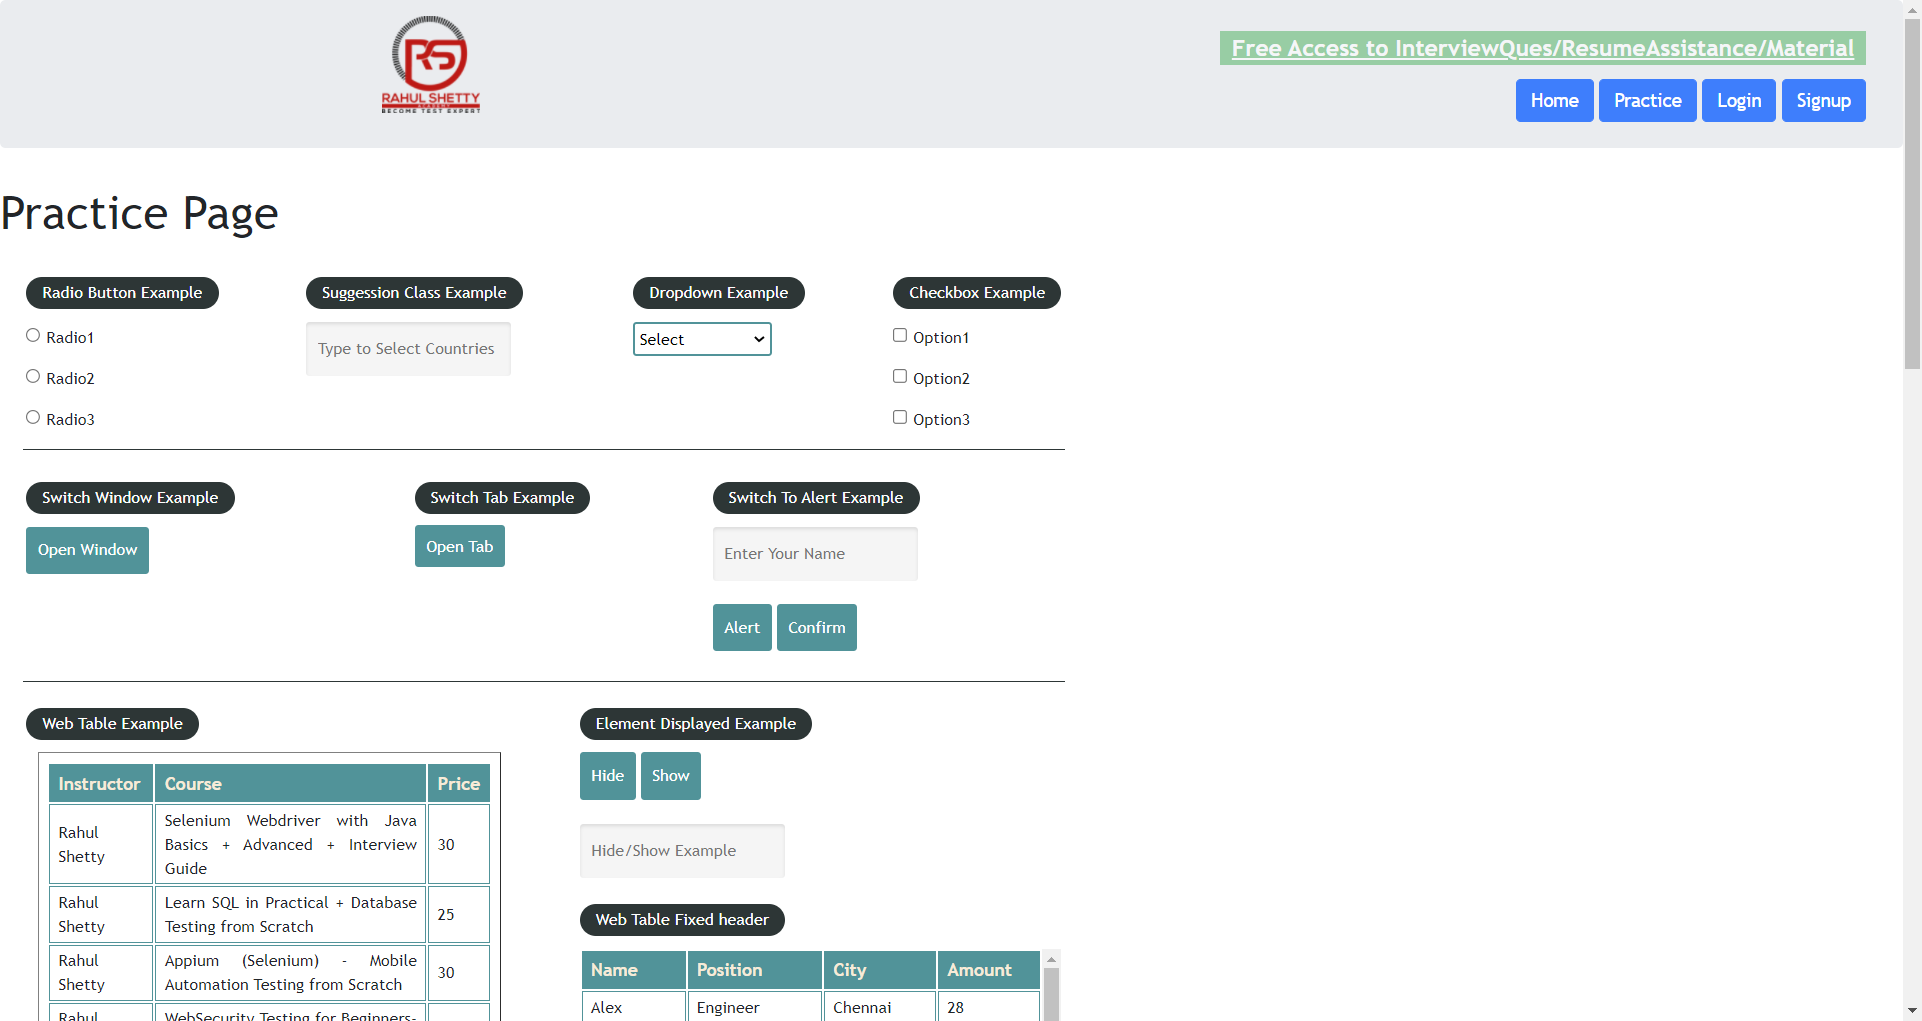 RS
RAHUL SHETTY
ACADEMY
BECOME TEST EXPERT
Free Access to InterviewQues/ResumeAssistance/Material
Home Practice Login Signup
Practice Page
Radio Button Example
Radio1
Radio2
Radio3
Suggession Class Example
Type to Select Countries
Dropdown Example
Select
Checkbox Example
Option1
Option2
Option3
Switch Window Example
Open Window
Switch Tab Example
Open Tab
Switch To Alert Example
Enter Your Name
Alert Confirm
Web Table Example
Instructor Course Price
Rahul Shetty Selenium Webdriver with Java
Basics + Advanced + Interview
Guide 30
Rahul Shetty Learn SQL in Practical + Database
Testing from Scratch 25
Rahul Shetty Appium (Selenium) - Mobile
Automation Testing from Scratch 30
Rahul WebSecurity Testing for Beginners-
Element Displayed Example
Hide Show
Hide/Show Example
Web Table Fixed header
Name Position City Amount
Alex Engineer Chennai 28